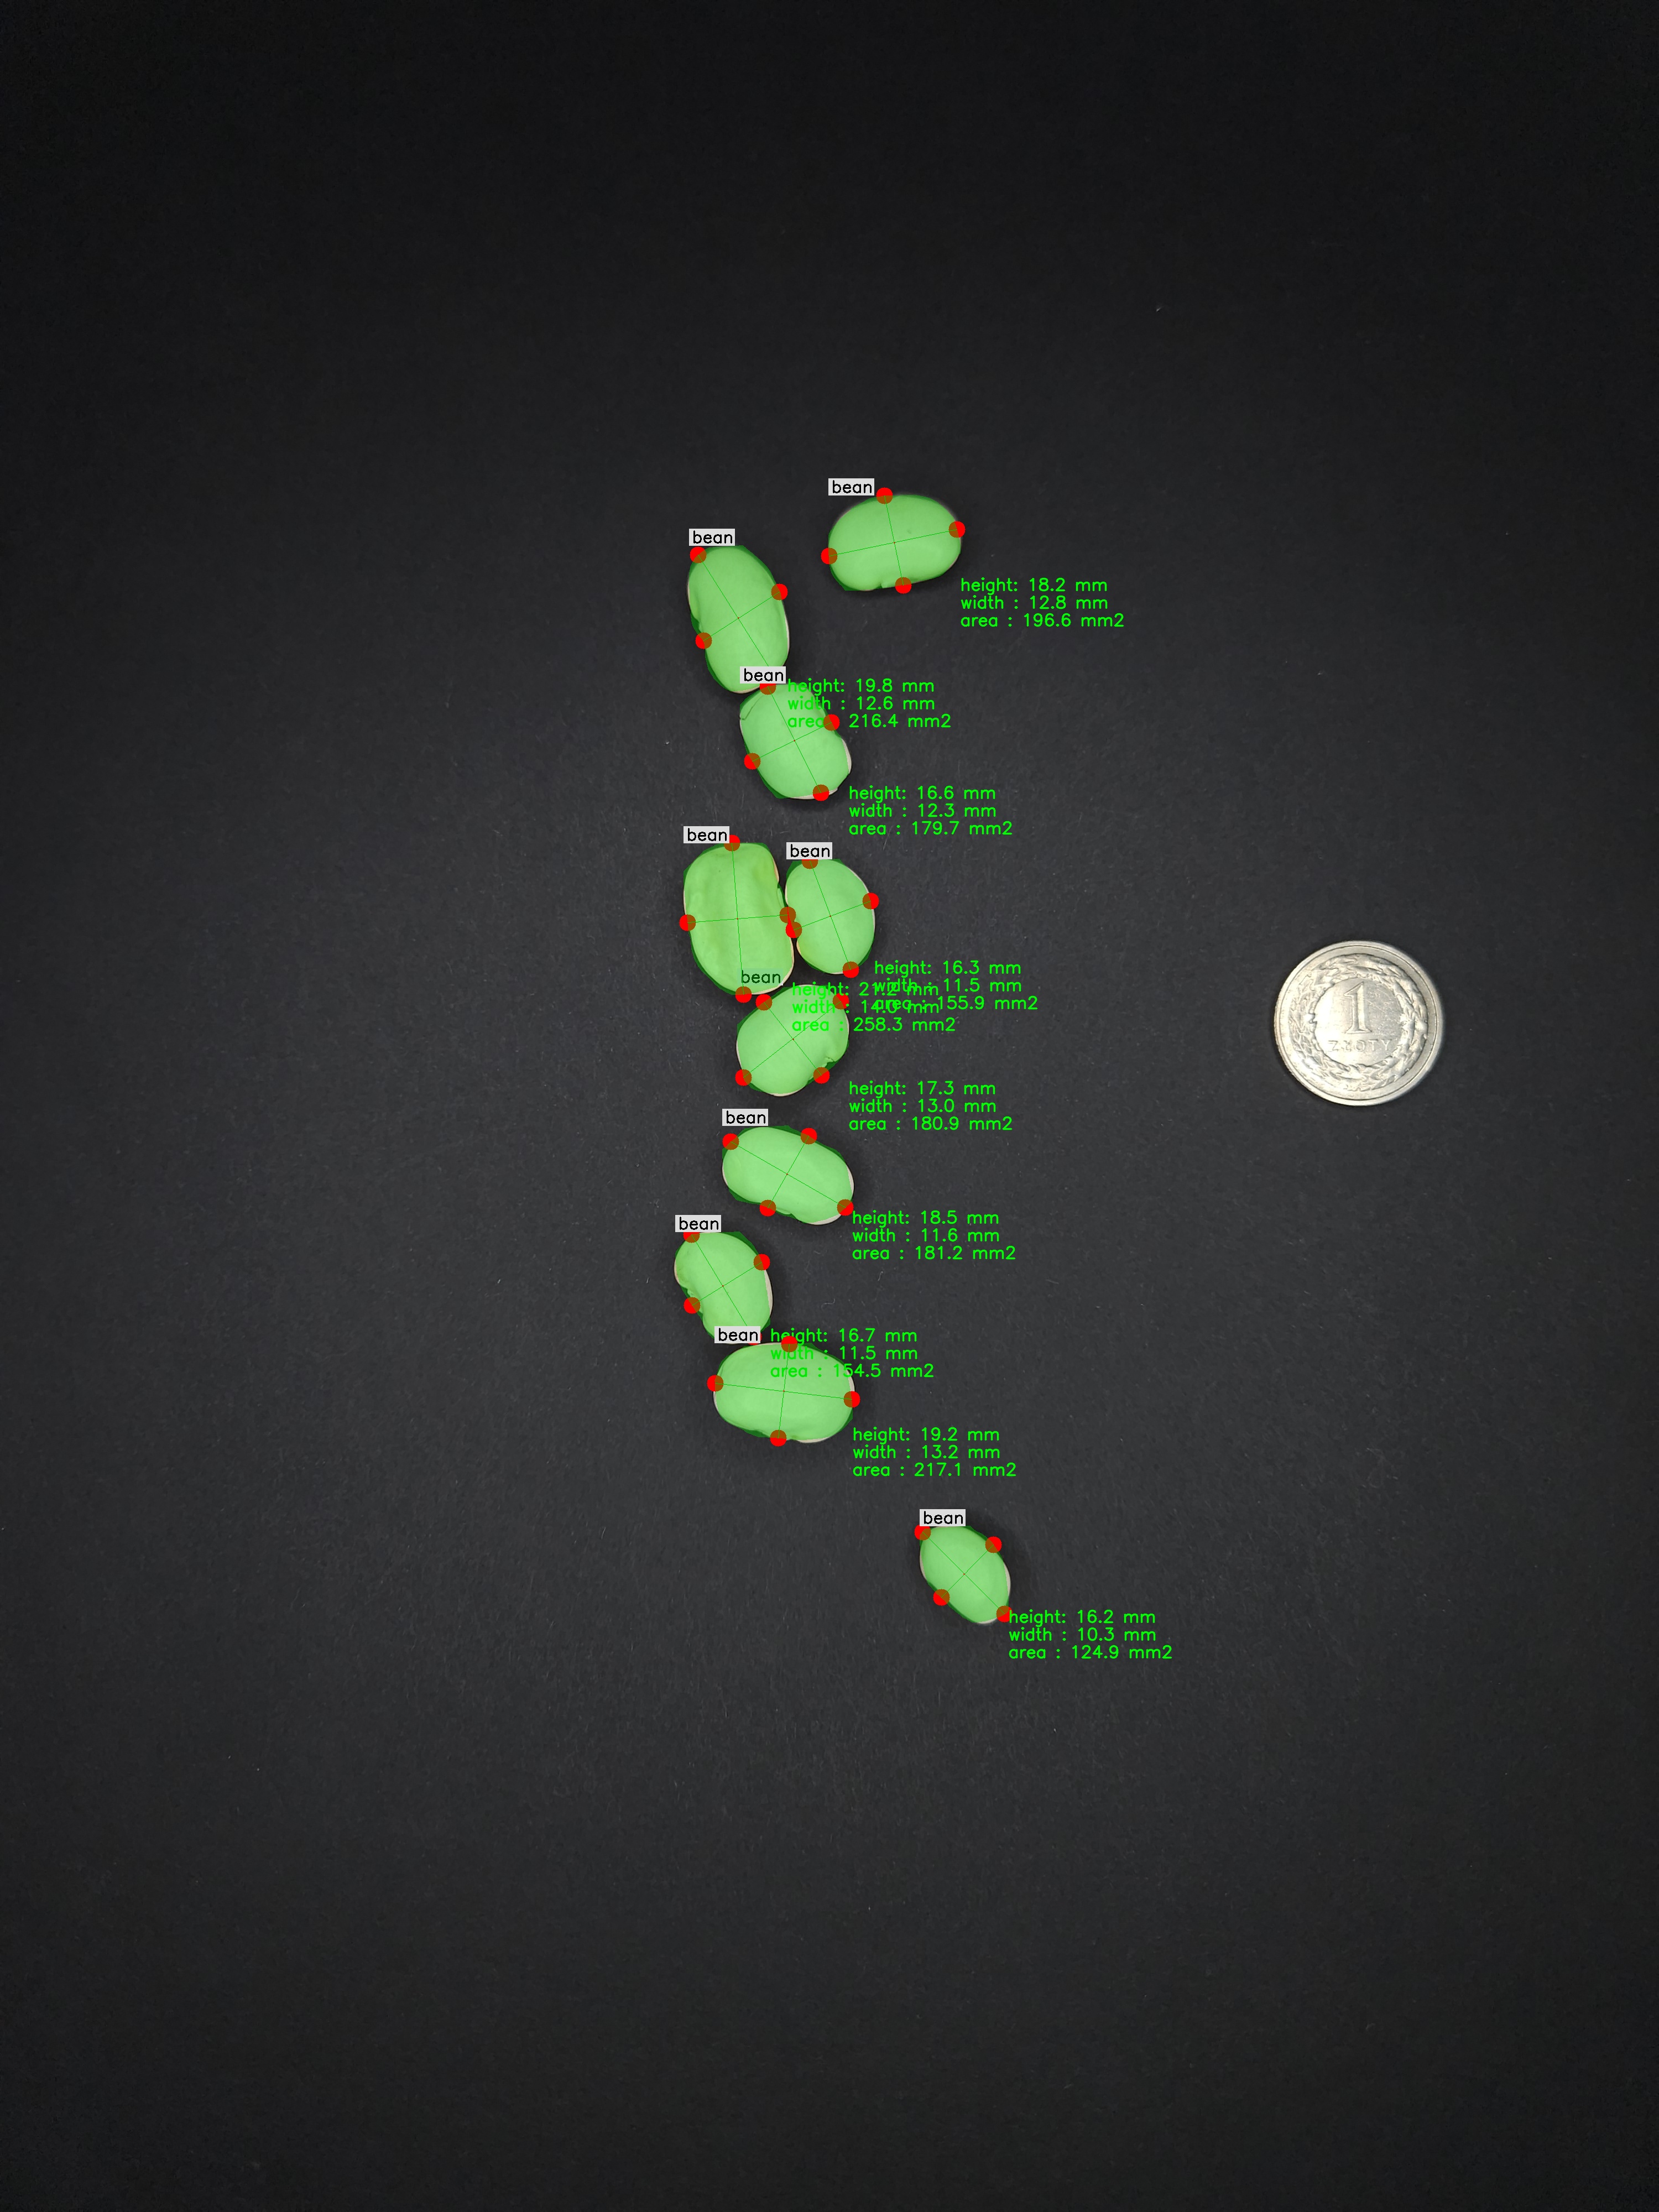 bean
height: 18.2 mm
width : 12.8 mm
area : 196.6 mm2
bean
height: 19.8 mm
width : 12.6 mm
area : 216.4 mm2
bean
height: 16.6 mm
width : 12.3 mm
area : 179.7 mm2
bean
height: 21.2 mm
width : 14.0 mm
area : 258.3 mm2
bean
height: 16.3 mm
width : 11.5 mm
area : 155.9 mm2
bean
height: 17.3 mm
width : 13.0 mm
area : 180.9 mm2
1
ZŁOTY
bean
height: 18.5 mm
width : 11.6 mm
area : 181.2 mm2
bean
height: 16.7 mm
width : 11.5 mm
area : 154.5 mm2
bean
height: 19.2 mm
width : 13.2 mm
area : 217.1 mm2
bean
height: 16.2 mm
width : 10.3 mm
area : 124.9 mm2